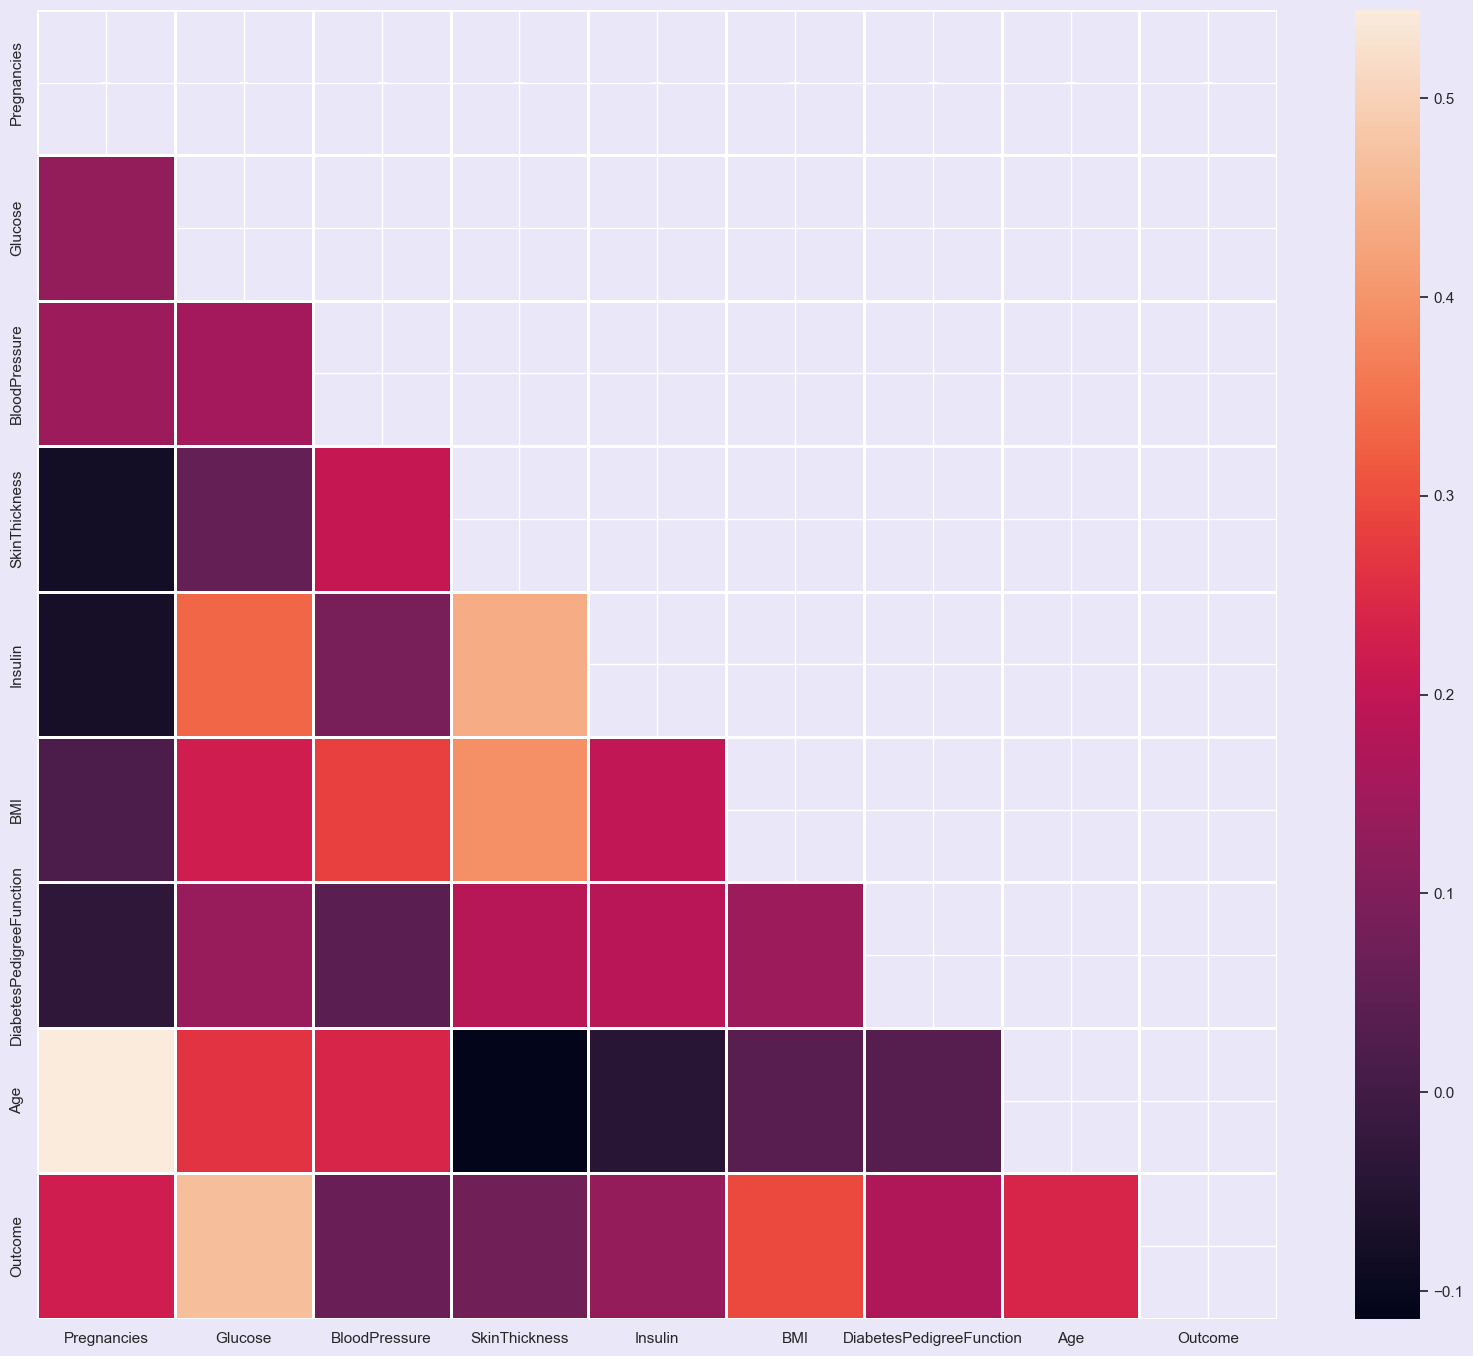 Pregnancies
Glucose
BloodPressure
SkinThickness
Insulin
BMI
DiabetesPedigreeFunction
Age
Outcome
Pregnancies Glucose BloodPressure SkinThickness Insulin BMI DiabetesPedigreeFunction Age Outcome
0.5
0.4
0.3
0.2
0.1
0.0
−0.1